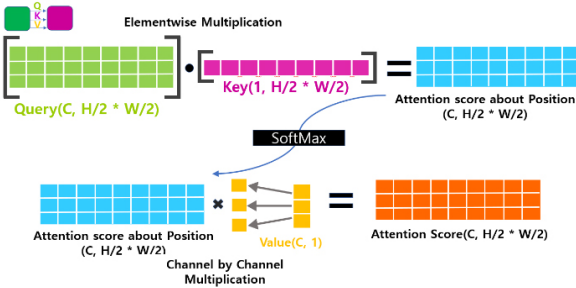 Q
K
V
Elementwise Multiplication
Query(C, H/2 * W/2)
Key(1, H/2 * W/2)
Attention score about Position
(C, H/2 * W/2)
SoftMax
Attention score about Position
(C, H/2 * W/2)
Value(C, 1)
Attention Score(C, H/2 * W/2)
Channel by Channel
Multiplication